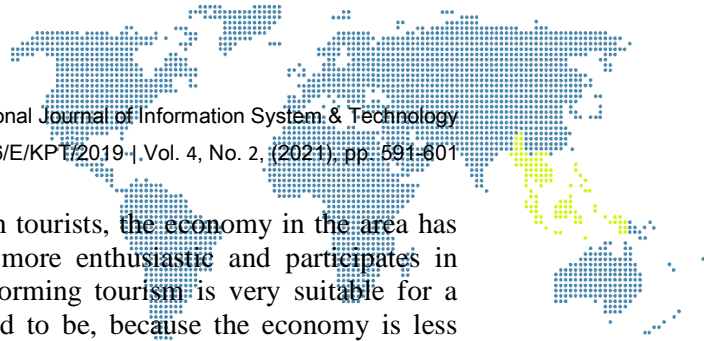 onal Journal of Information System & Technology
6/E/KPT/2019 | Vol. 4, No. 2, (2021), pp. 591-601
n tourists, the economy in the area has
more enthusiastic and participates in
orming tourism is very suitable for a
d to be, because the economy is less